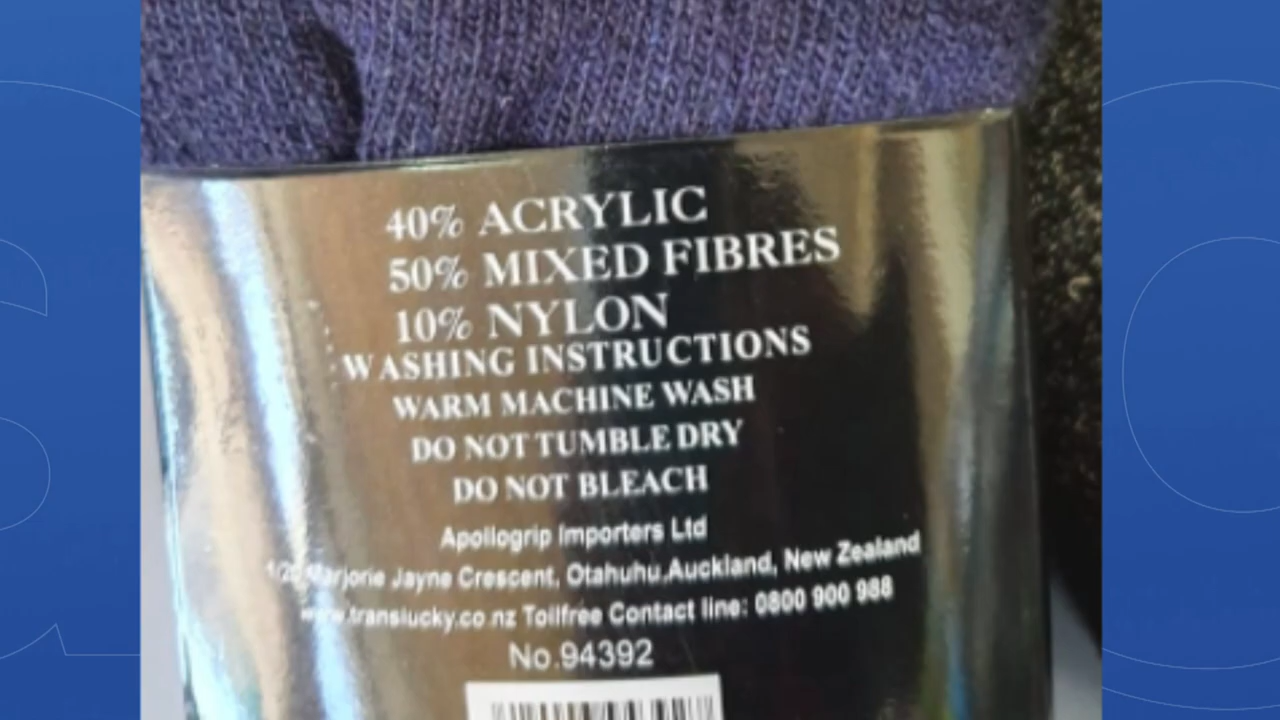 40% ACRYLIC
50% MIXED FIBRES
10% NYLON
WASHING INSTRUCTIONS
WARM MACHINE WASH
DO NOT TUMBLE DRY
DO NOT BLEACH
Apollogrip Importers Ltd
1/20 Marjorie Jayne Crescent, Otahuhu,Auckland, New Zealand
www.translucky.co nz Tollfree Contact line: 0800 900 988
No.94392